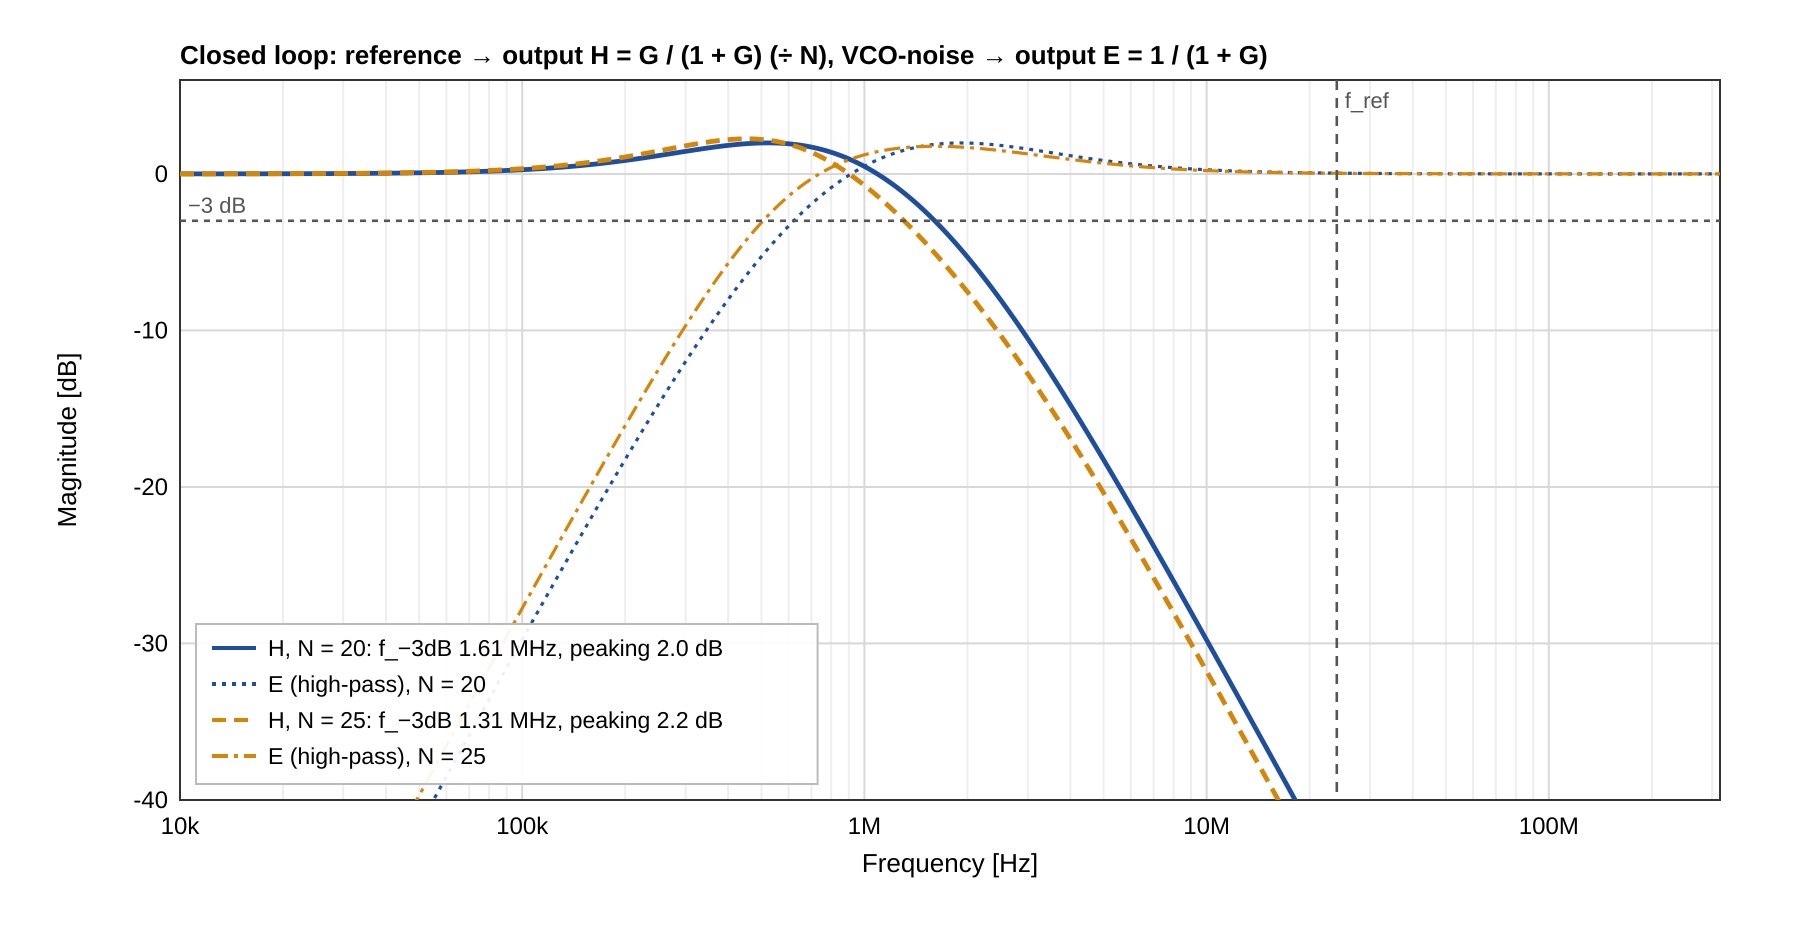 Closed loop: reference → output H = G / (1 + G) (÷ N), VCO-noise → output E = 1 / (1 + G)
f_ref
0
−3 dB
-10
Magnitude [dB]
-20
-30
H, N = 20: f_−3dB 1.61 MHz, peaking 2.0 dB
E (high-pass), N = 20
H, N = 25: f_−3dB 1.31 MHz, peaking 2.2 dB
E (high-pass), N = 25
-40
10k 100k 1M 10M 100M
Frequency [Hz]